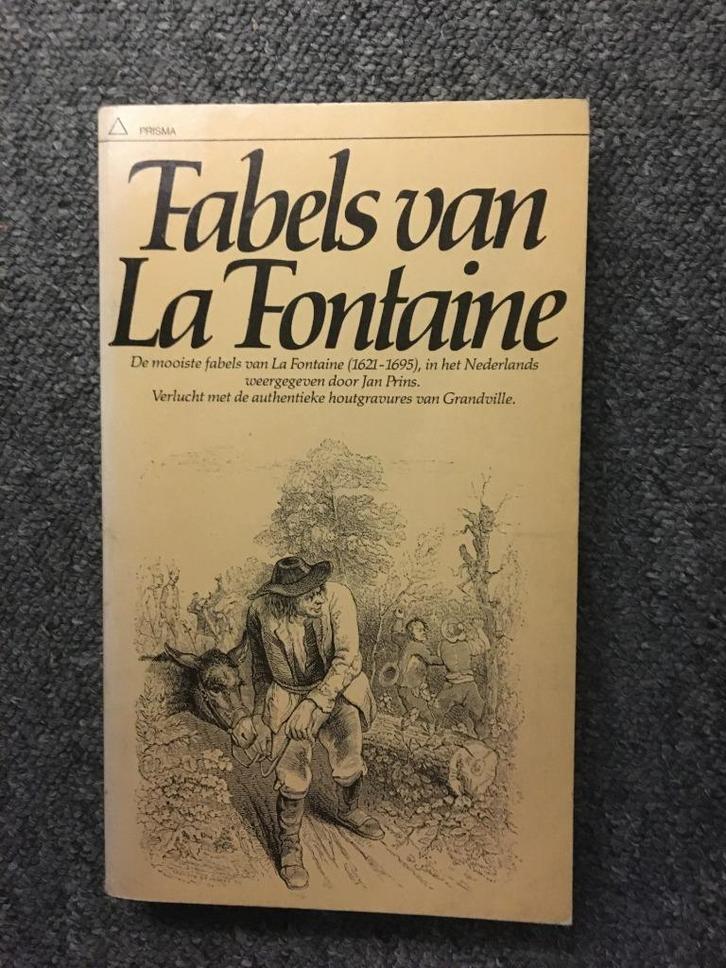 PRISMA
Fabels van
La Fontaine
De mooiste fabels van La Fontaine (1621-1695), in het Nederlands
weergegeven door Jan Prins.
Verlucht met de authentieke houtgravures van Grandville.